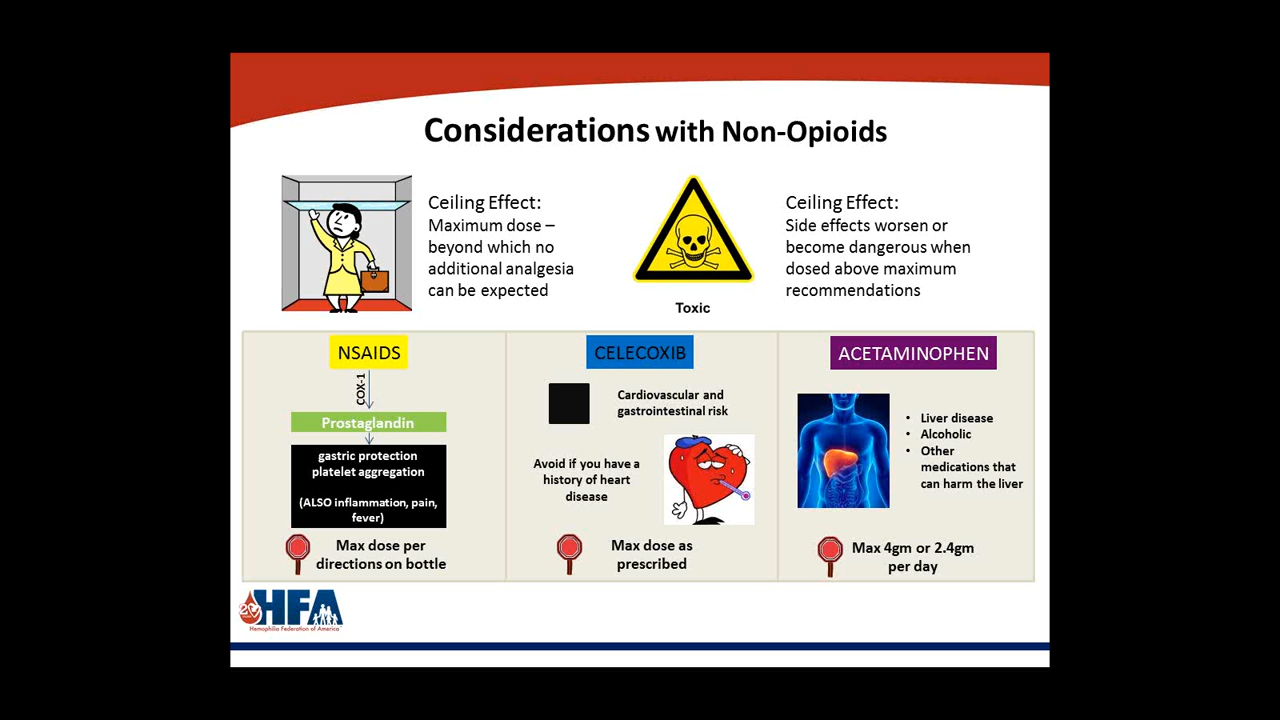 Considerations with Non-Opioids
Ceiling Effect:
Maximum dose –
beyond which no
additional analgesia
can be expected
Toxic
Ceiling Effect:
Side effects worsen or
become dangerous when
dosed above maximum
recommendations
NSAIDS
COX-1
Prostaglandin
gastric protection
platelet aggregation
(ALSO inflammation, pain,
fever)
Max dose per
directions on bottle
CELECOXIB
Cardiovascular and
gastrointestinal risk
Avoid if you have a
history of heart
disease
Max dose as
prescribed
ACETAMINOPHEN
• Liver disease
• Alcoholic
• Other
medications that
can harm the liver
Max 4gm or 2.4gm
per day
HFA
Hemophilia Federation of America